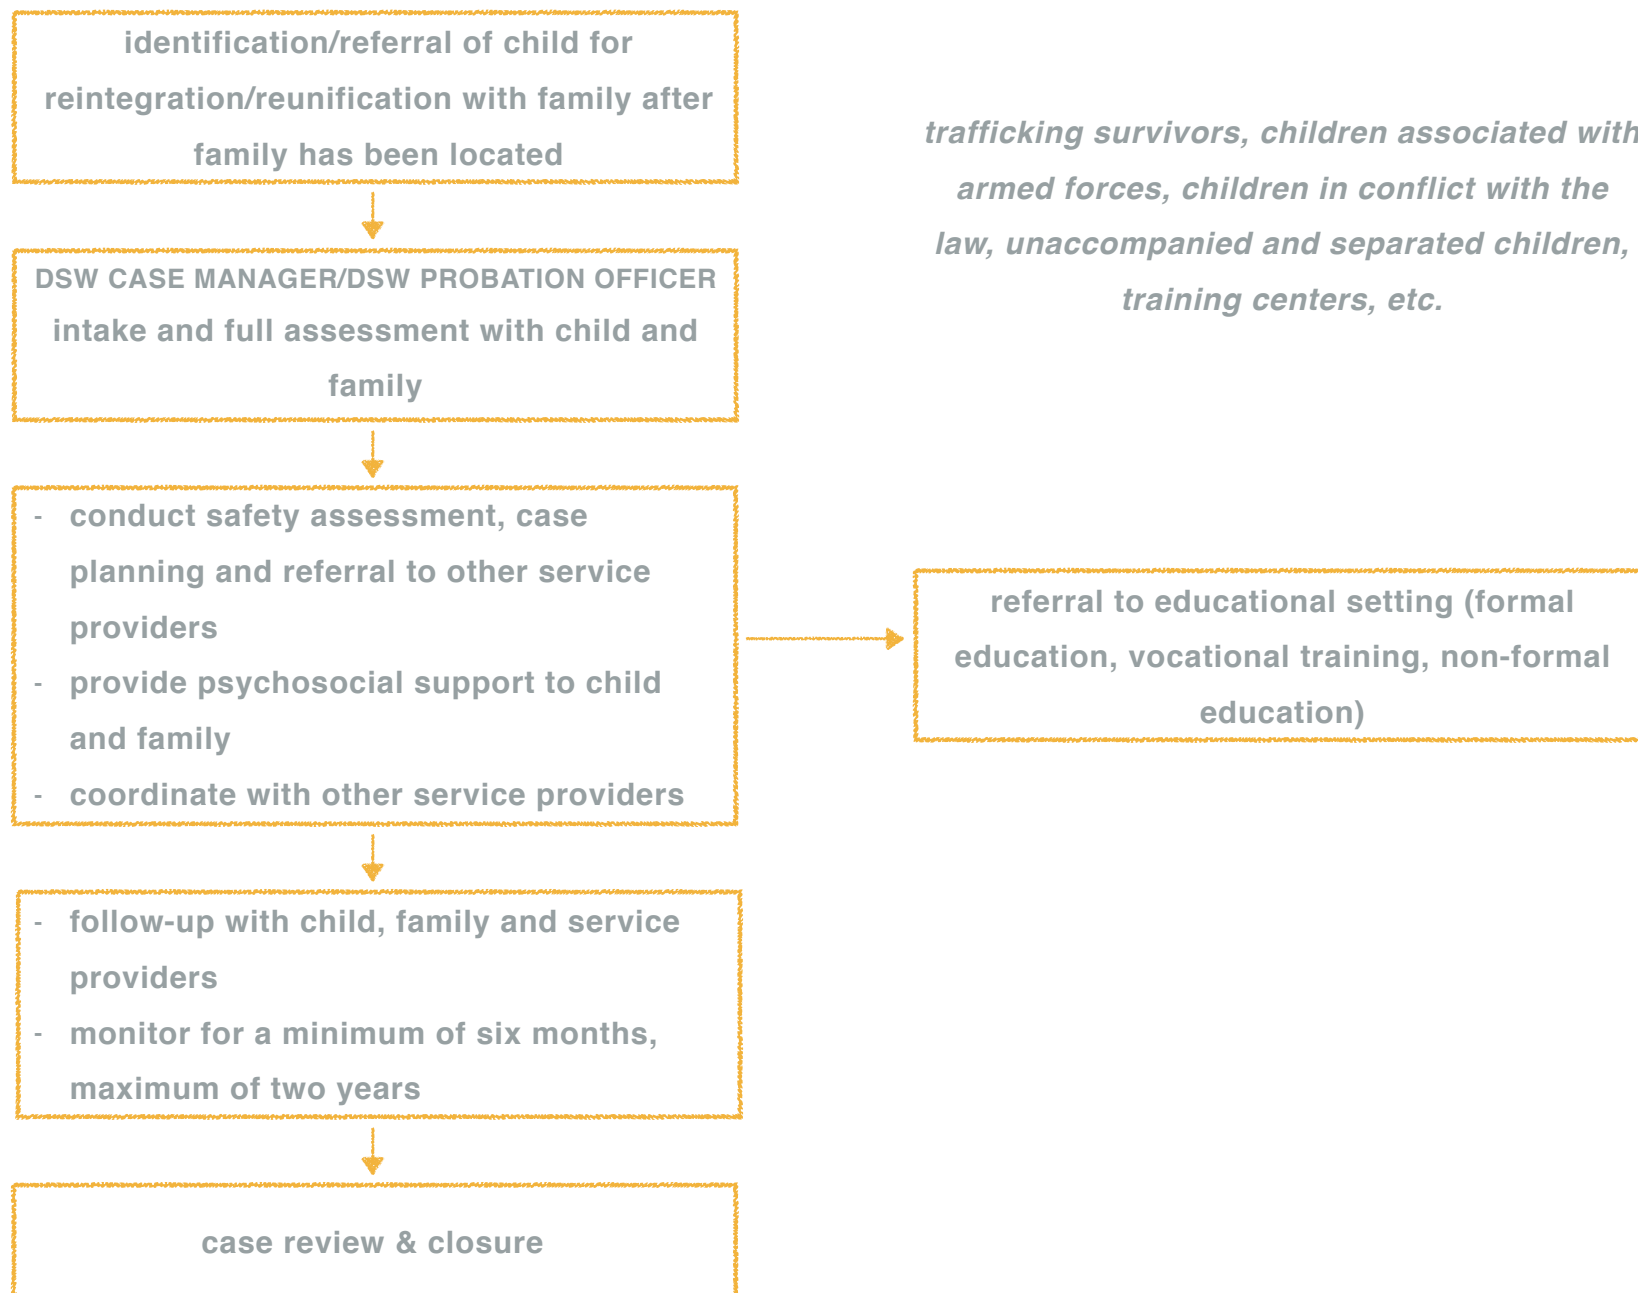 identification/referral of child for
reintegration/reunification with family after
family has been located
trafficking survivors, children associated with
armed forces, children in conflict with the
law, unaccompanied and separated children,
training centers, etc.
DSW CASE MANAGER/DSW PROBATION OFFICER
intake and full assessment with child and
family
- conduct safety assessment, case
planning and referral to other service
providers
- provide psychosocial support to child
and family
- coordinate with other service providers
referral to educational setting (formal
education, vocational training, non-formal
education)
- follow-up with child, family and service
providers
- monitor for a minimum of six months,
maximum of two years
case review & closure